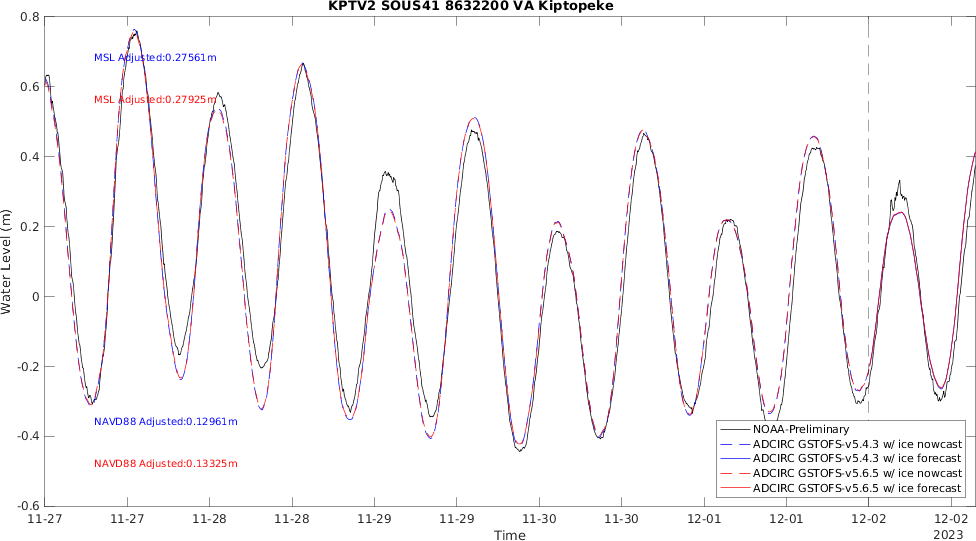 KPTV2 SOUS41 8632200 VA Kiptopeke
Water Level (m)
0.8
0.6
0.4
0.2
0
-0.2
-0.4
-0.6
MSL Adjusted:0.27561m
MSL Adjusted:0.27925m
NAVD88 Adjusted:0.12961m
NAVD88 Adjusted:0.13325m
NOAA-Preliminary
ADCIRC GSTOFS-v5.4.3 w/ ice nowcast
ADCIRC GSTOFS-v5.4.3 w/ ice forecast
ADCIRC GSTOFS-v5.6.5 w/ ice nowcast
ADCIRC GSTOFS-v5.6.5 w/ ice forecast
11-27 11-27 11-28 11-28 11-29 11-29 11-30 11-30 12-01 12-01 12-02 12-02
2023
Time